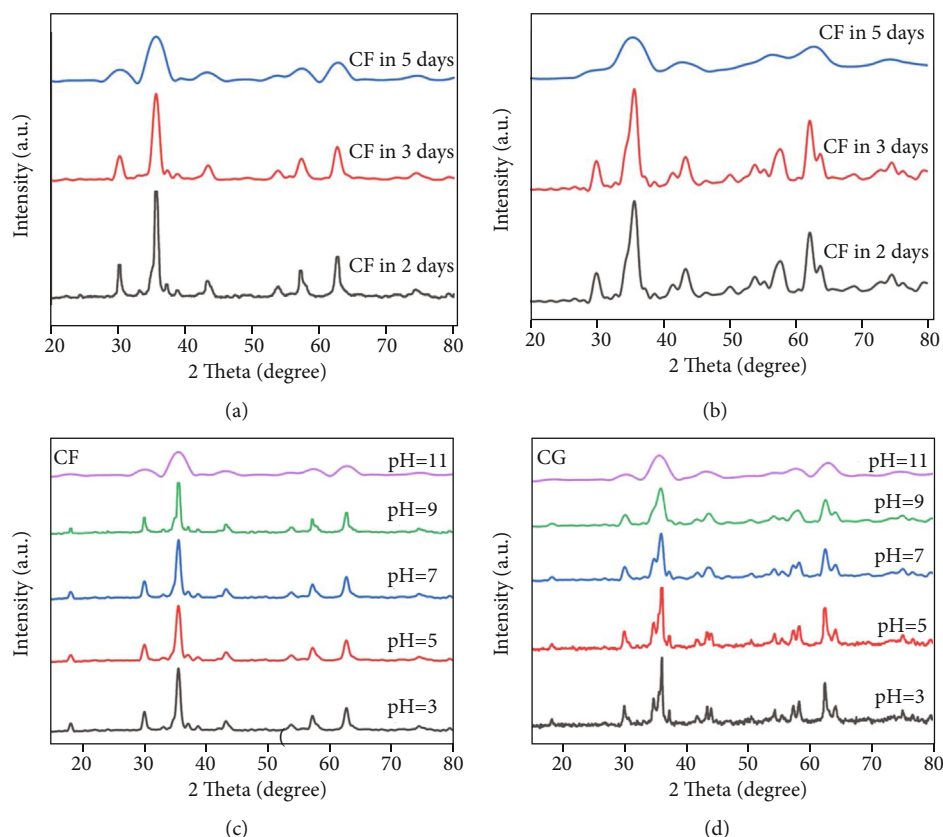 Intensity (a.u.)
CF in 5 days
CF in 3 days
CF in 2 days
20 30 40 50 60 70 80
2 Theta (degree)
(a)
Intensity (a.u.)
CF in 5 days
CF in 3 days
CF in 2 days
20 30 40 50 60 70 80
2 Theta (degree)
(b)
Intensity (a.u.)
CF
pH=11
pH=9
pH=7
pH=5
pH=3
20 30 40 50 60 70 80
2 Theta (degree)
(c)
Intensity (a.u.)
CG
pH=11
pH=9
pH=7
pH=5
pH=3
20 30 40 50 60 70 80
2 Theta (degree)
(d)